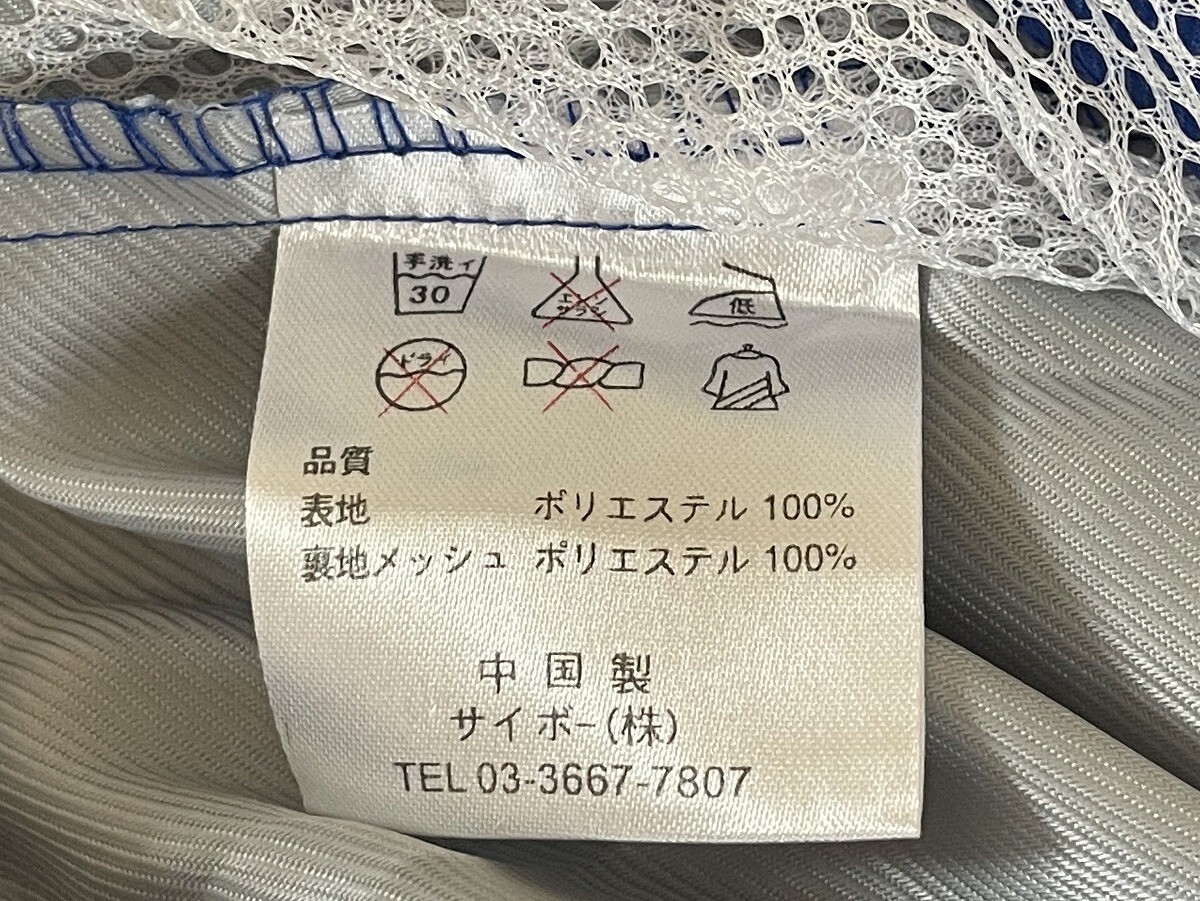 手洗イ 30
エンソ サラシ
低
ドライ
品質
表地 ポリエステル 100%
裏地メッシュ ポリエステル 100%
中国製
サイボー(株)
TEL 03-3667-7807